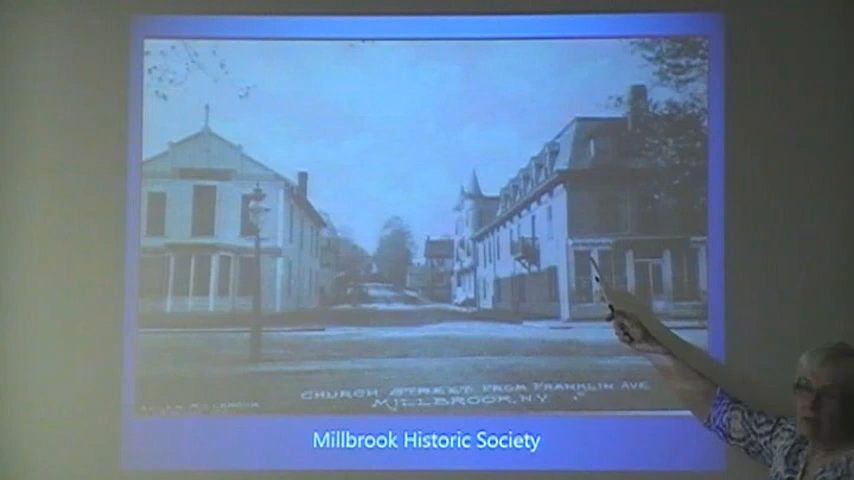 CHURCH STREET FROM FRANKLIN AVE
MILLBROOK, N.Y.
Millbrook Historic Society